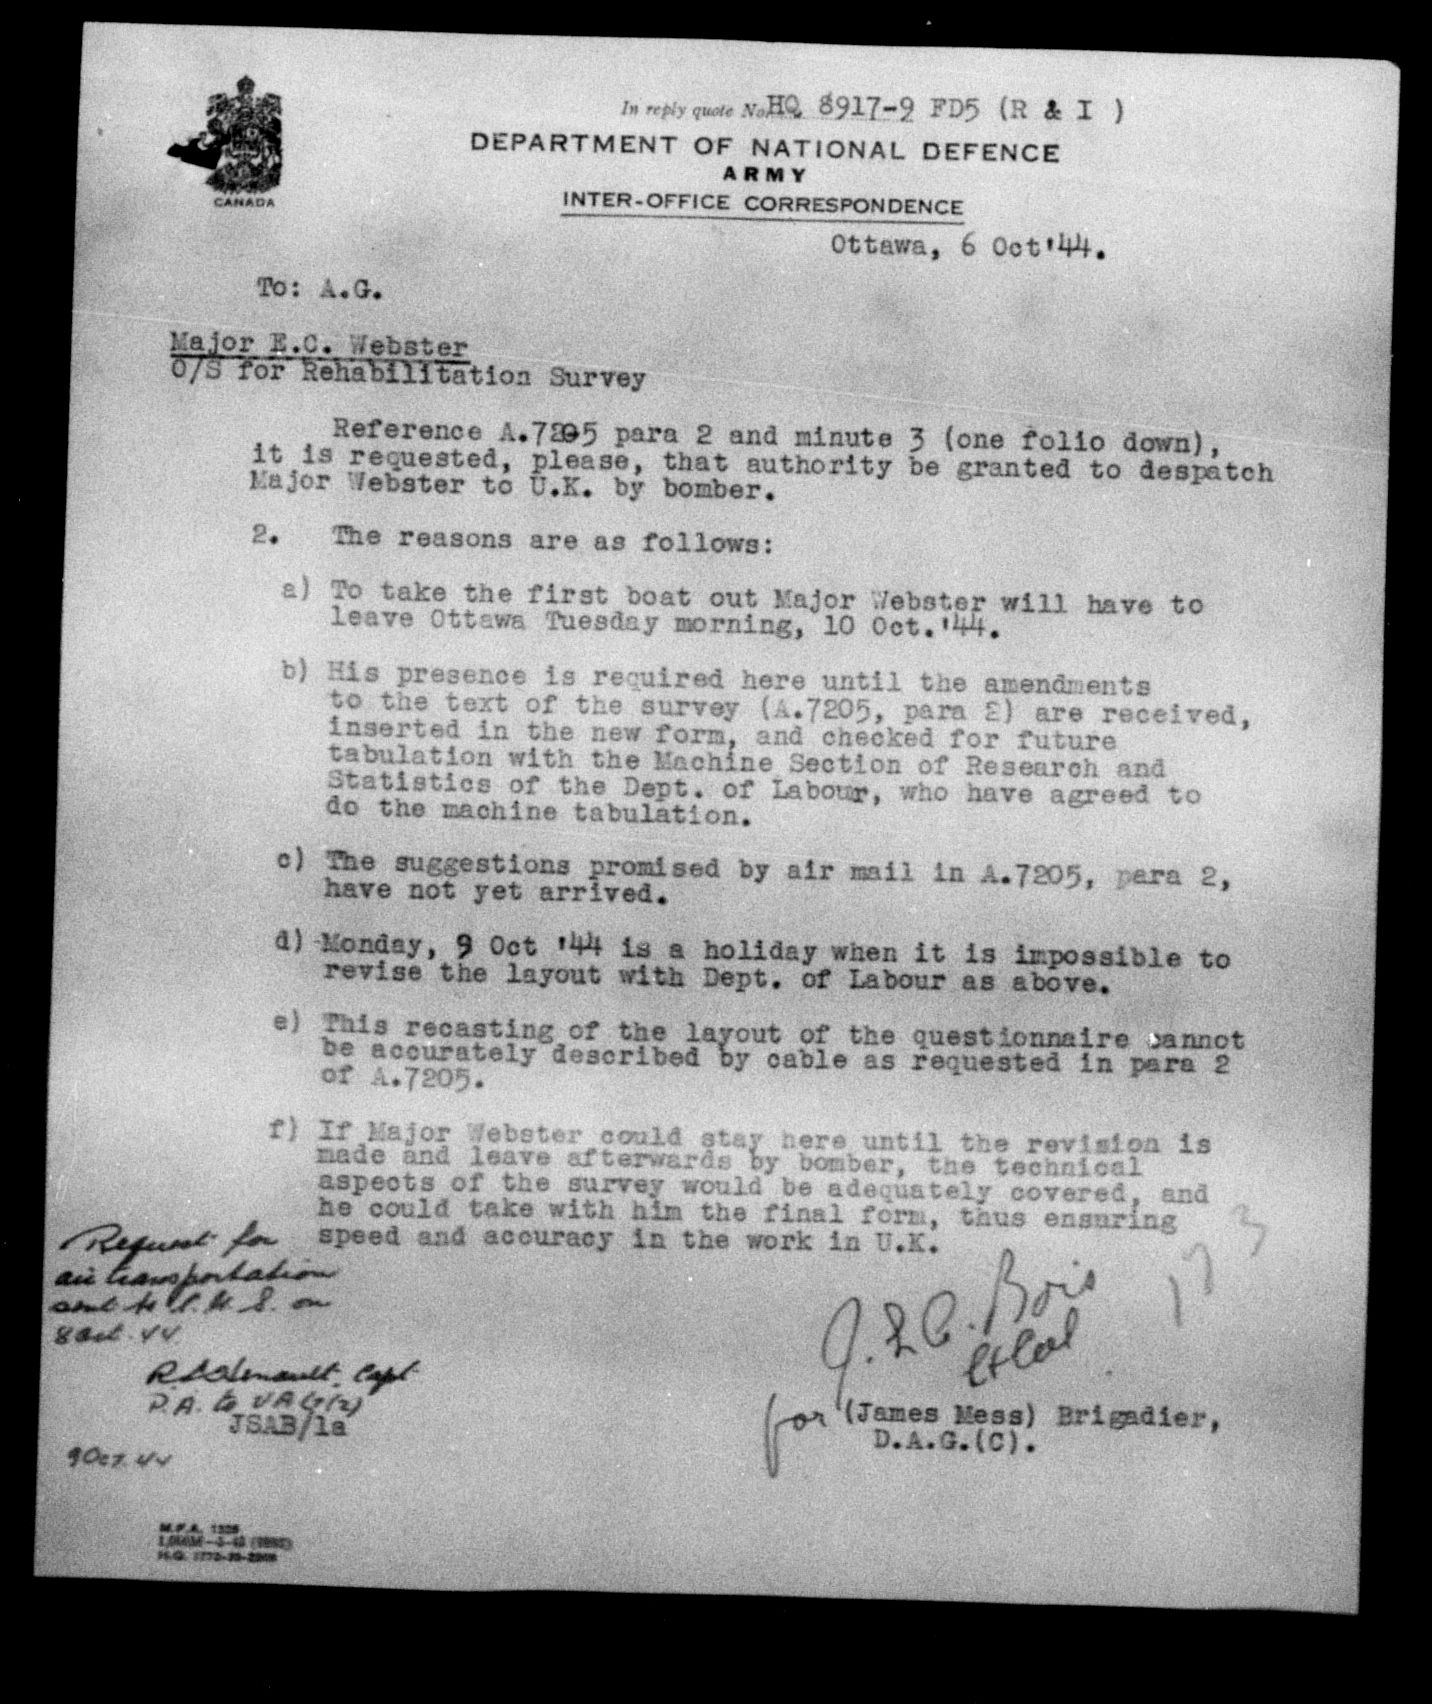 In reply quote No. HQ 8917-9 FD5 (R & I )
CANADA
DEPARTMENT OF NATIONAL DEFENCE
ARMY
INTER-OFFICE CORRESPONDENCE
Ottawa, 6 Oct'44.
To: A.G.
Major E.C. Webster
O/S for Rehabilitation Survey
Reference A.7205 para 2 and minute 3 (one folio down),
it is requested, please, that authority be granted to despatch
Major Webster to U.K. by bomber.
2. The reasons are as follows:
a) To take the first boat out Major Webster will have to
leave Ottawa Tuesday morning, 10 Oct.'44.
b) His presence is required here until the amendments
to the text of the survey (A.7205, para 2) are received,
inserted in the new form, and checked for future
tabulation with the Machine Section of Research and
Statistics of the Dept. of Labour, who have agreed to
do the machine tabulation.
c) The suggestions promised by air mail in A.7205, para 2,
have not yet arrived.
d) Monday, 9 Oct '44 is a holiday when it is impossible to
revise the layout with Dept. of Labour as above.
e) This recasting of the layout of the questionnaire cannot
be accurately described by cable as requested in para 2
of A.7205.
f) If Major Webster could stay here until the revision is
made and leave afterwards by bomber, the technical
aspects of the survey would be adequately covered, and
he could take with him the final form, thus ensuring
speed and accuracy in the work in U.K.
Request for
air transportation
sent to on
8 Oct. 44
Capt
P.A. to VAG(2)
JSAB/la
9 Oct. 44
173
J. L. C. Bois
for (James Mess) Brigadier,
D.A.G.(C).
M.F.A.